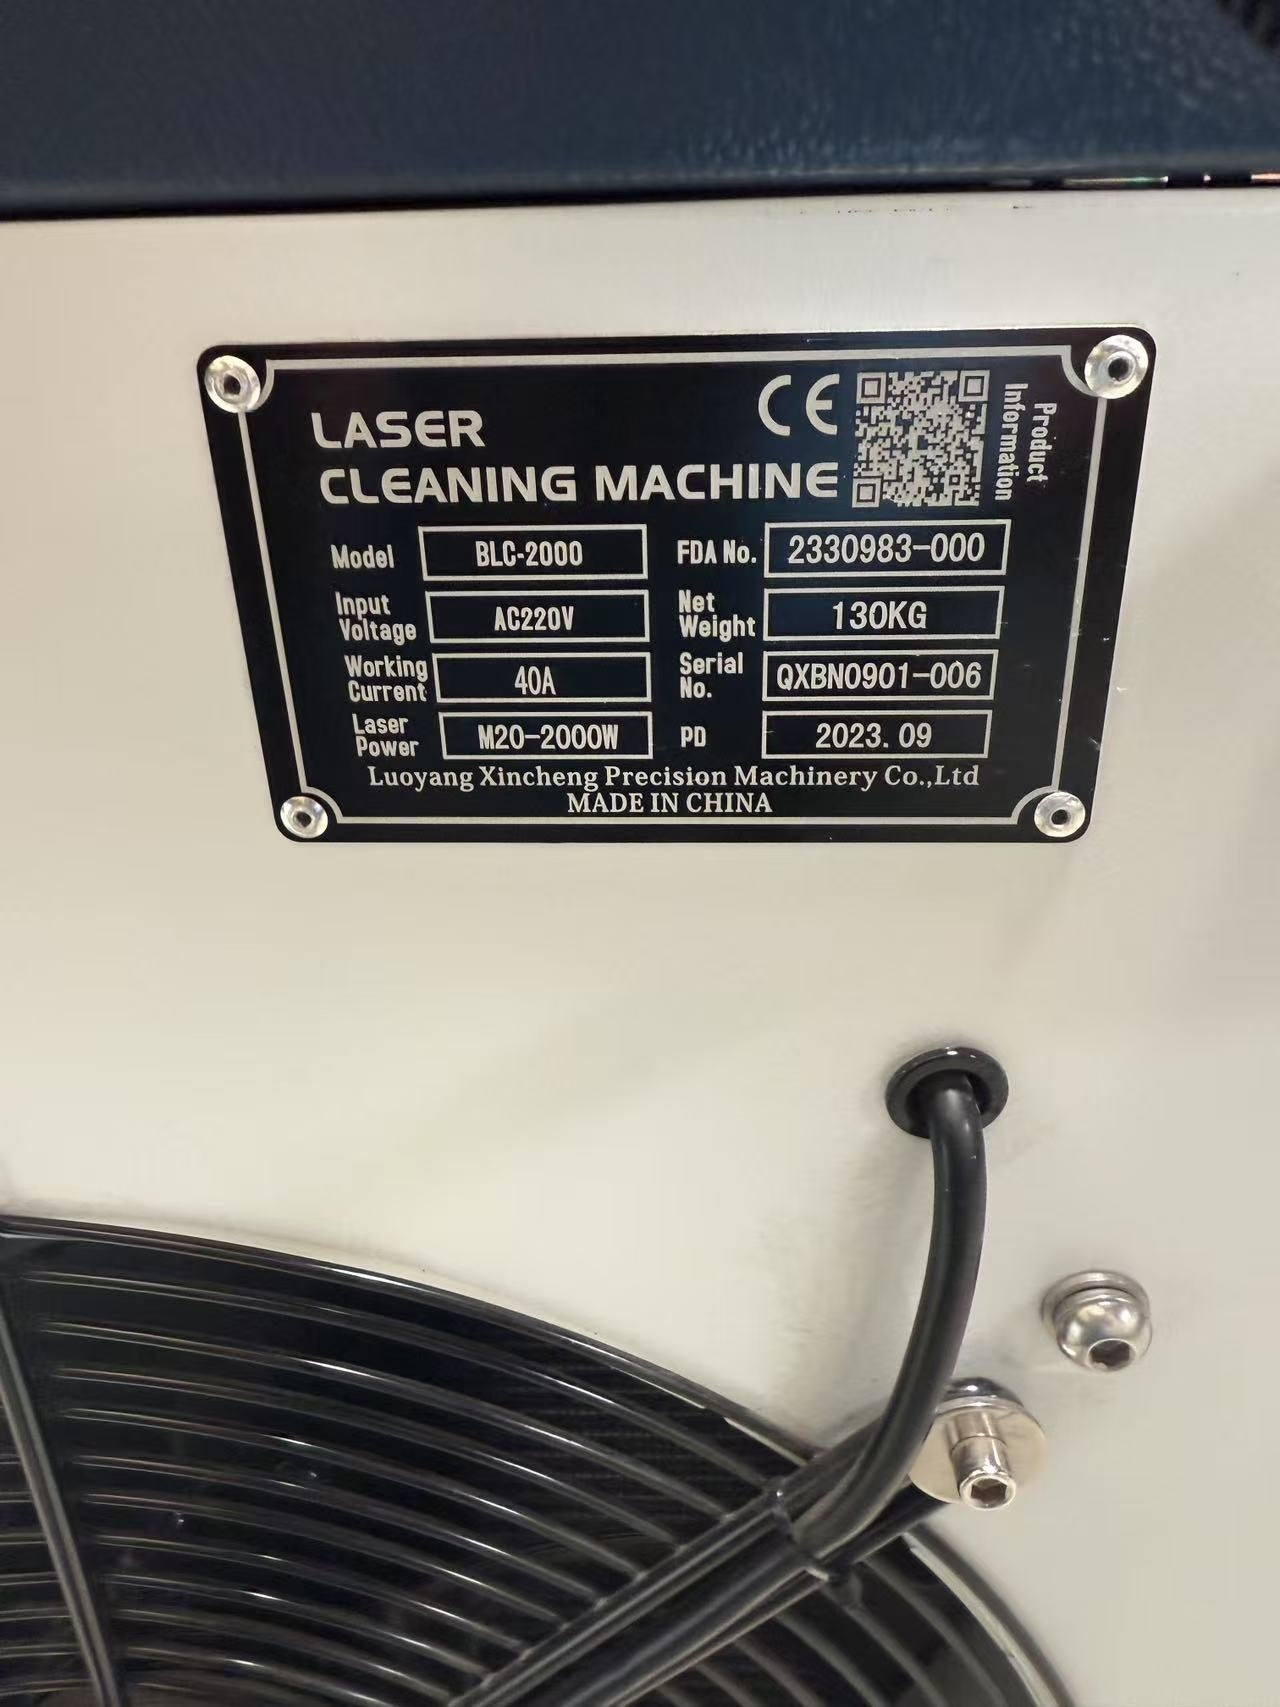 CE
Product
Information
LASER
CLEANING MACHINE
Model BLC-2000 FDA No. 2330983-000
Input Voltage AC220V Net Weight 130KG
Working Current 40A Serial No. QXBN0901-006
Laser Power M20-2000W PD 2023.09
Luoyang Xincheng Precision Machinery Co.,Ltd
MADE IN CHINA